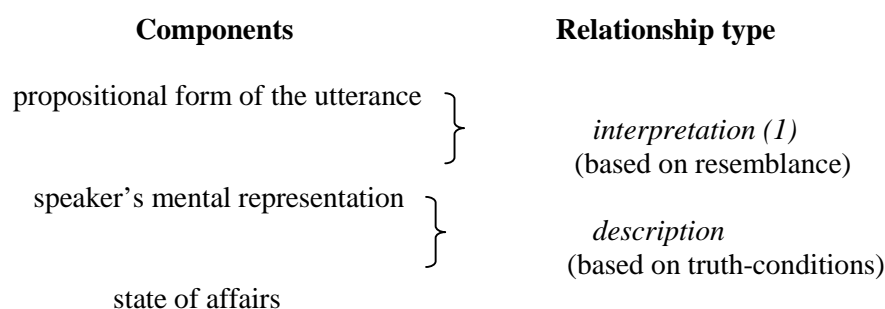 Components Relationship type
propositional form of the utterance
interpretation (1)
(based on resemblance)
speaker’s mental representation
description
(based on truth-conditions)
state of affairs